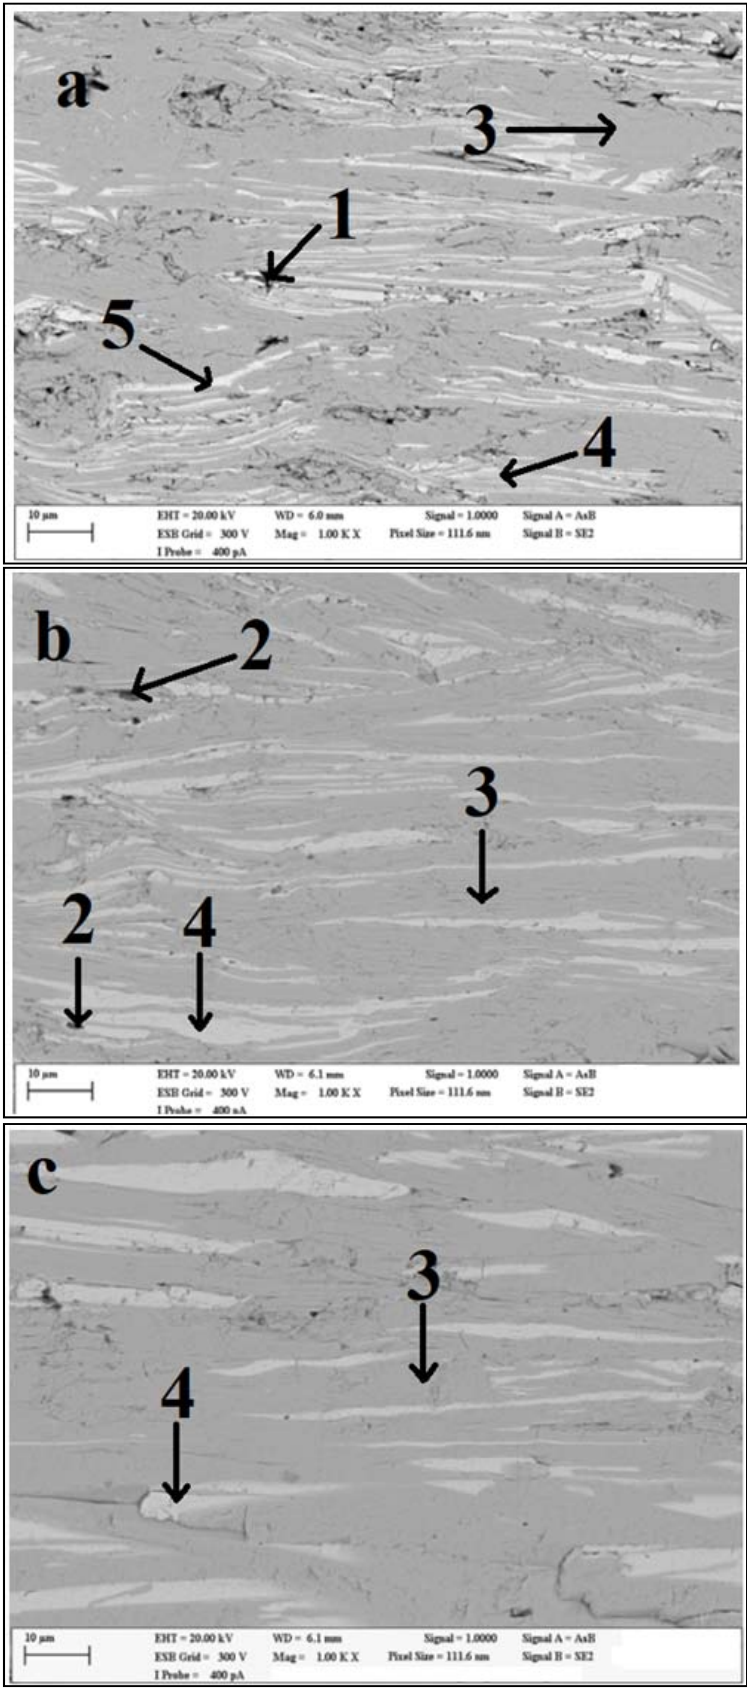 a
3
1
5
4
10 μm EHT = 20.00 kV WD = 6.0 mm Signal = 1.0000 Signal A = AsB
ESB Grid = 300 V Mag = 1.00 K X Pixel Size = 111.6 nm Signal B = SE2
I Probe = 400 pA
b
2
3
2 4
10 μm EHT = 20.00 kV WD = 6.1 mm Signal = 1.0000 Signal A = AsB
ESB Grid = 300 V Mag = 1.00 K X Pixel Size = 111.6 nm Signal B = SE2
I Probe = 400 pA
c
3
4
10 μm EHT = 20.00 kV WD = 6.1 mm Signal = 1.0000 Signal A = AsB
ESB Grid = 300 V Mag = 1.00 K X Pixel Size = 111.6 nm Signal B = SE2
I Probe = 400 pA